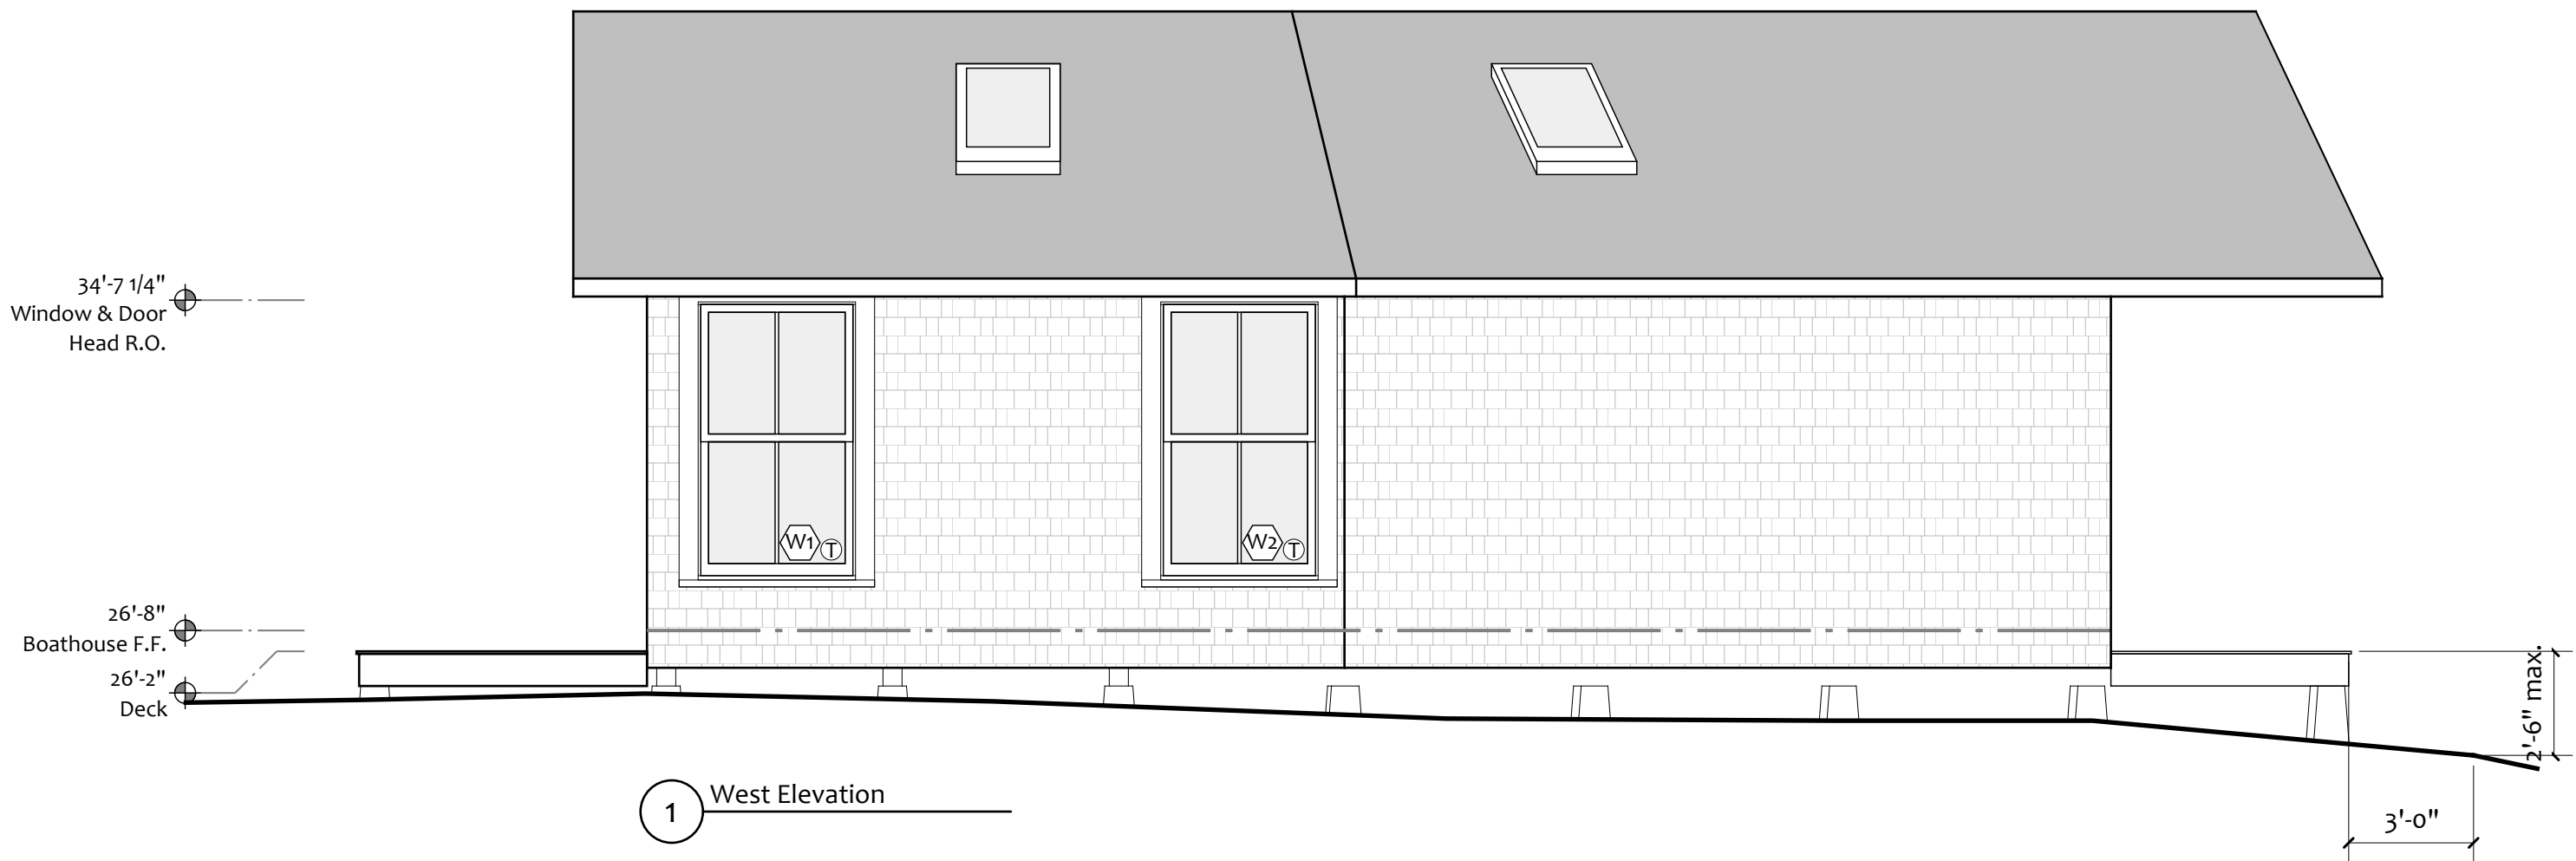 34'-7 1/4"
Window & Door
Head R.O.
W1 T
W2 T
26'-8"
Boathouse F.F.
26'-2"
Deck
2'-6" max.
1 West Elevation
3'-0"